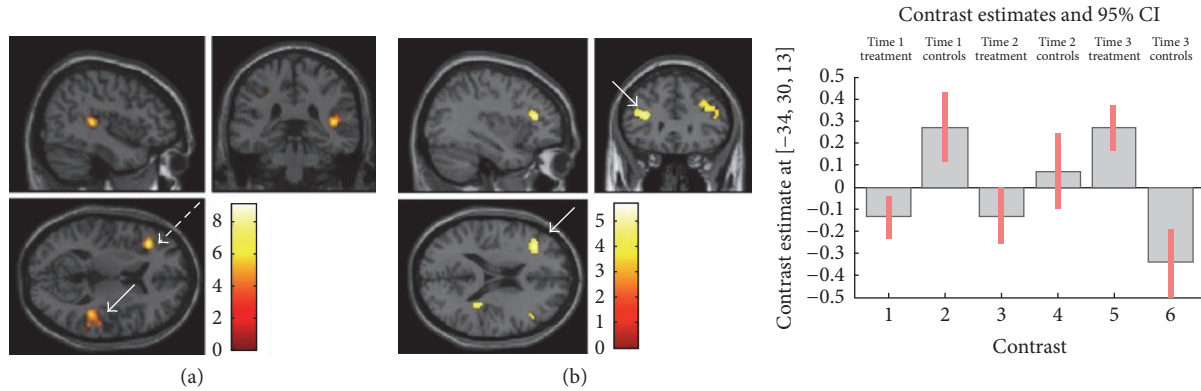 8
6
4
2
0
(a)
5
4
3
2
1
0
(b)
Contrast estimates and 95% CI
Time 1 Time 1 Time 2 Time 2 Time 3 Time 3
treatment controls treatment controls treatment controls
Contrast estimate at [−34, 30, 13]
0.5
0.4
0.3
0.2
0.1
0
−0.1
−0.2
−0.3
−0.4
−0.5
1 2 3 4 5 6
Contrast